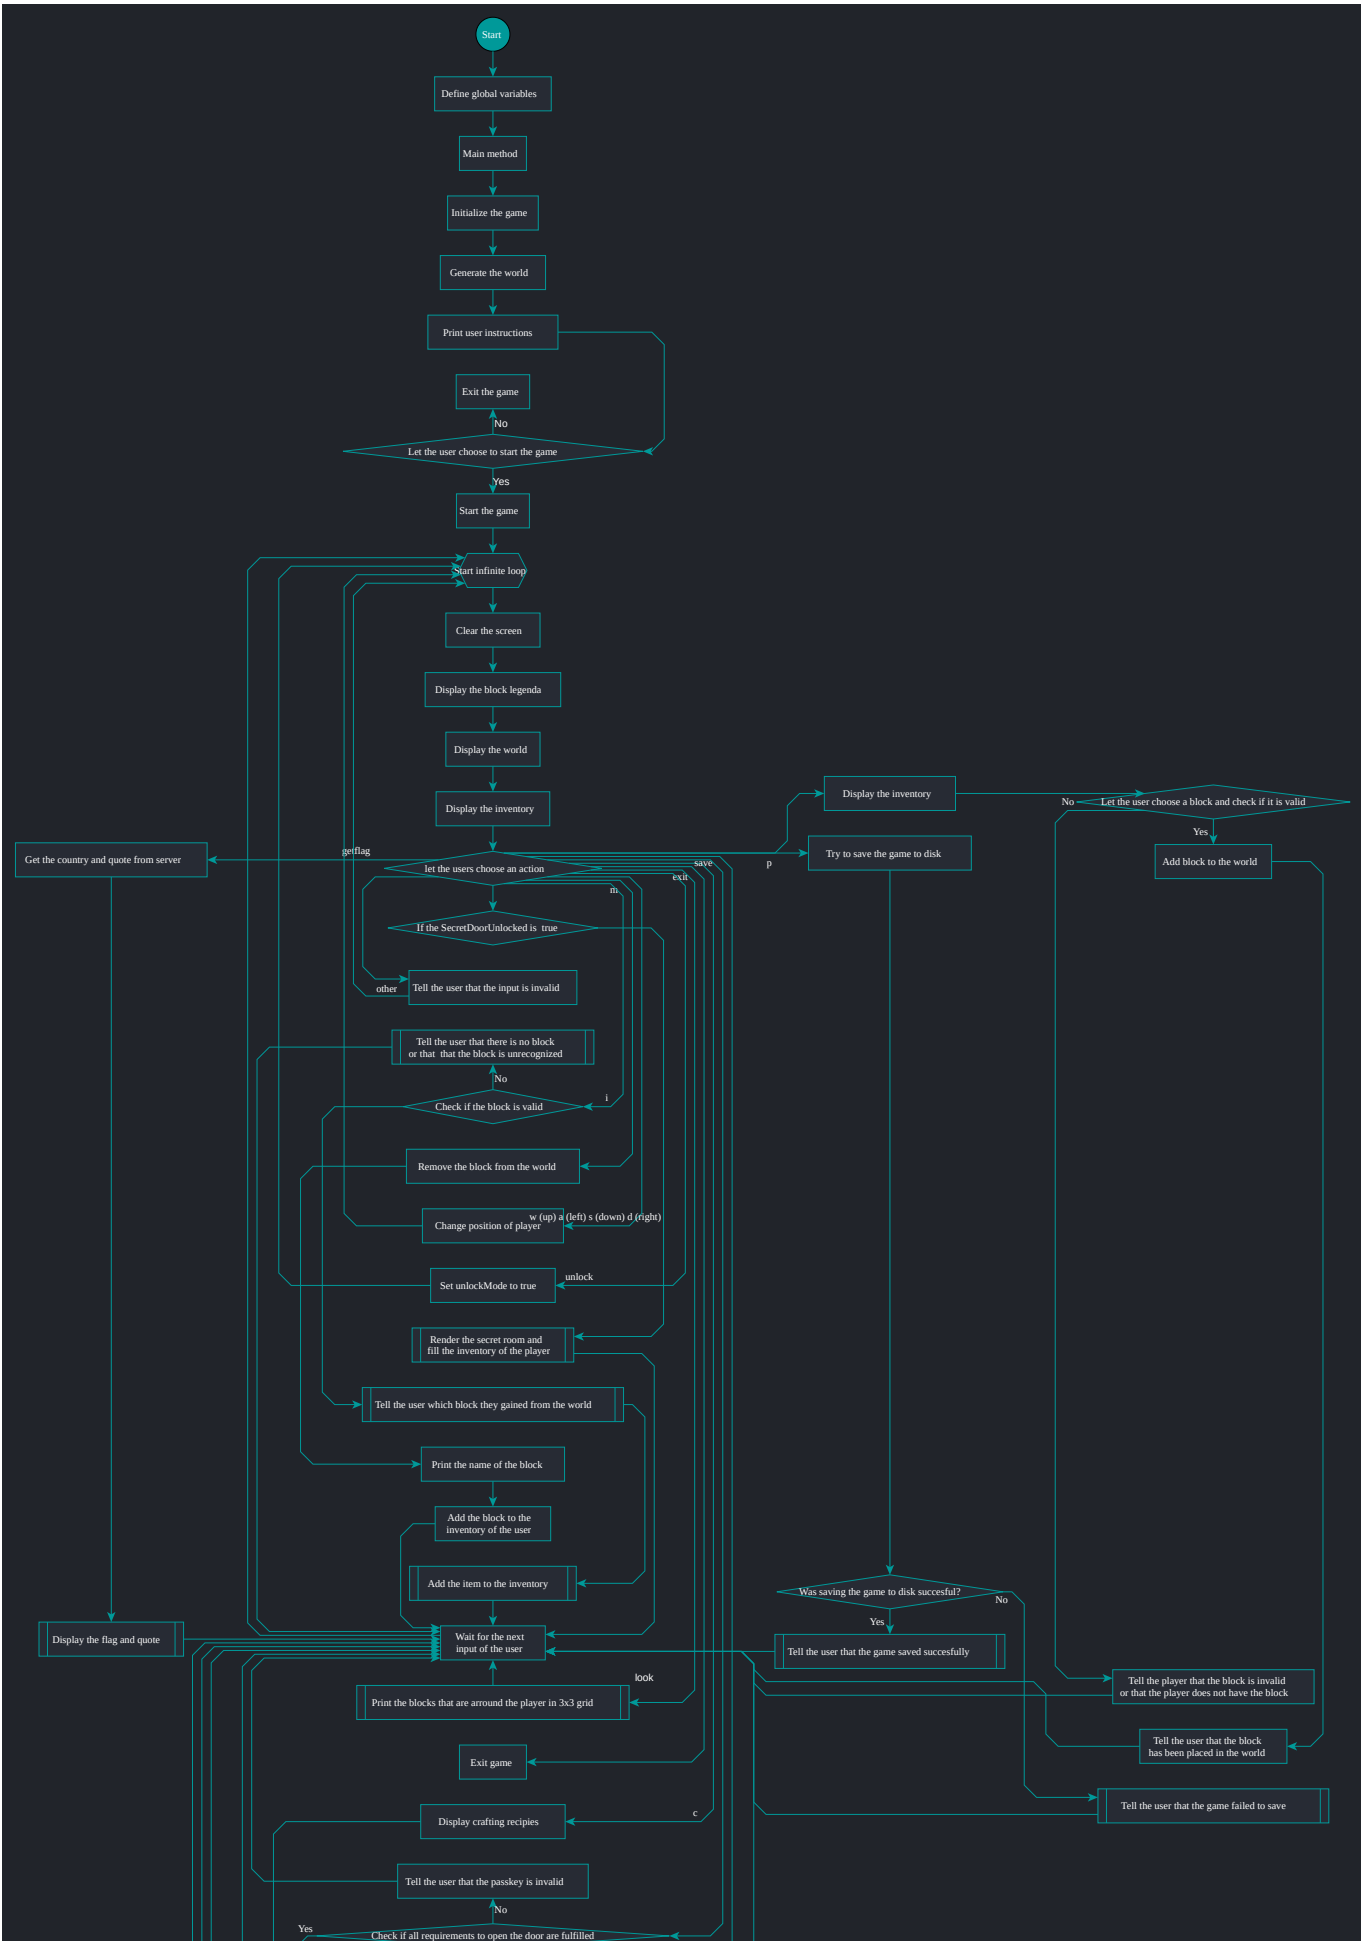 Start
Define global variables
Main method
Initialize the game
Generate the world
Print user instructions
Exit the game
No
Let the user choose to start the game
Yes
Start the game
Start infinite loop
Clear the screen
Display the block legenda
Display the world
Display the inventory
Display the inventory
No
Let the user choose a block and check if it is valid
Yes
getflag
Get the country and quote from server
let the users choose an action
save
p
exit
m
Try to save the game to disk
Add block to the world
If the SecretDoorUnlocked is  true
other
Tell the user that the input is invalid
Tell the user that there is no block
or that  that the block is unrecognized
No
i
Check if the block is valid
Remove the block from the world
w (up) a (left) s (down) d (right)
Change position of player
unlock
Set unlockMode to true
Render the secret room and
fill the inventory of the player
Tell the user which block they gained from the world
Print the name of the block
Add the block to the
inventory of the user
Add the item to the inventory
Was saving the game to disk succesful?
No
Yes
Display the flag and quote
Wait for the next
input of the user
Tell the user that the game saved succesfully
look
Print the blocks that are arround the player in 3x3 grid
Tell the player that the block is invalid
or that the player does not have the block
Tell the user that the block
has been placed in the world
Exit game
Tell the user that the game failed to save
c
Display crafting recipies
Tell the user that the passkey is invalid
No
Yes
Check if all requirements to open the door are fulfilled